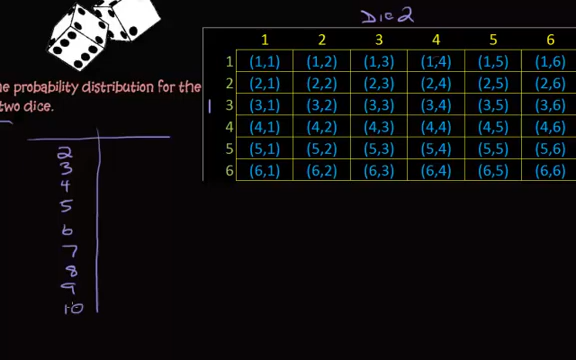 Die 2
1 2 3 4 5 6
1 (1,1) (1,2) (1,3) (1,4) (1,5) (1,6)
2 (2,1) (2,2) (2,3) (2,4) (2,5) (2,6)
3 (3,1) (3,2) (3,3) (3,4) (3,5) (3,6)
4 (4,1) (4,2) (4,3) (4,4) (4,5) (4,6)
5 (5,1) (5,2) (5,3) (5,4) (5,5) (5,6)
6 (6,1) (6,2) (6,3) (6,4) (6,5) (6,6)
ne probability distribution for the
two dice.
2
3
4
5
6
7
8
9
10